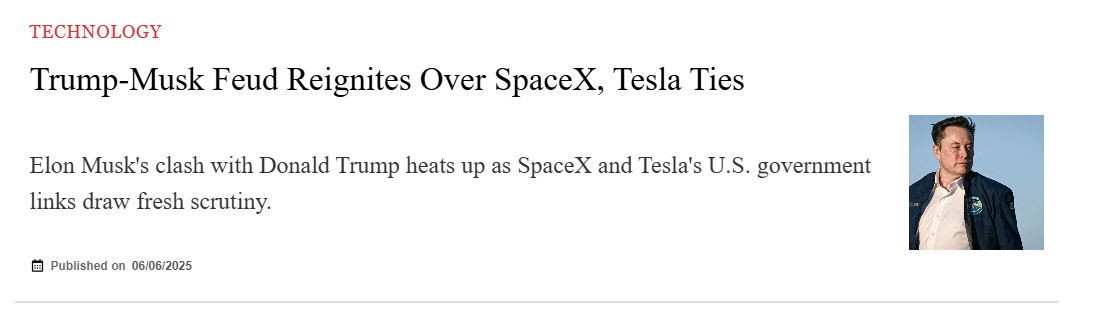 TECHNOLOGY
Trump-Musk Feud Reignites Over SpaceX, Tesla Ties
Elon Musk's clash with Donald Trump heats up as SpaceX and Tesla's U.S. government
links draw fresh scrutiny.
Published on 06/06/2025